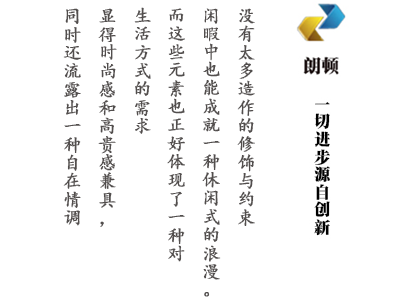 朗顿
一切进步源自创新
没有太多造作的修饰与约束
闲暇中也能成就一种休闲式的浪漫。
而这些元素也正好体现了一种对
生活方式的需求
显得时尚感和高贵感兼具，
同时还流露出一种自在情调